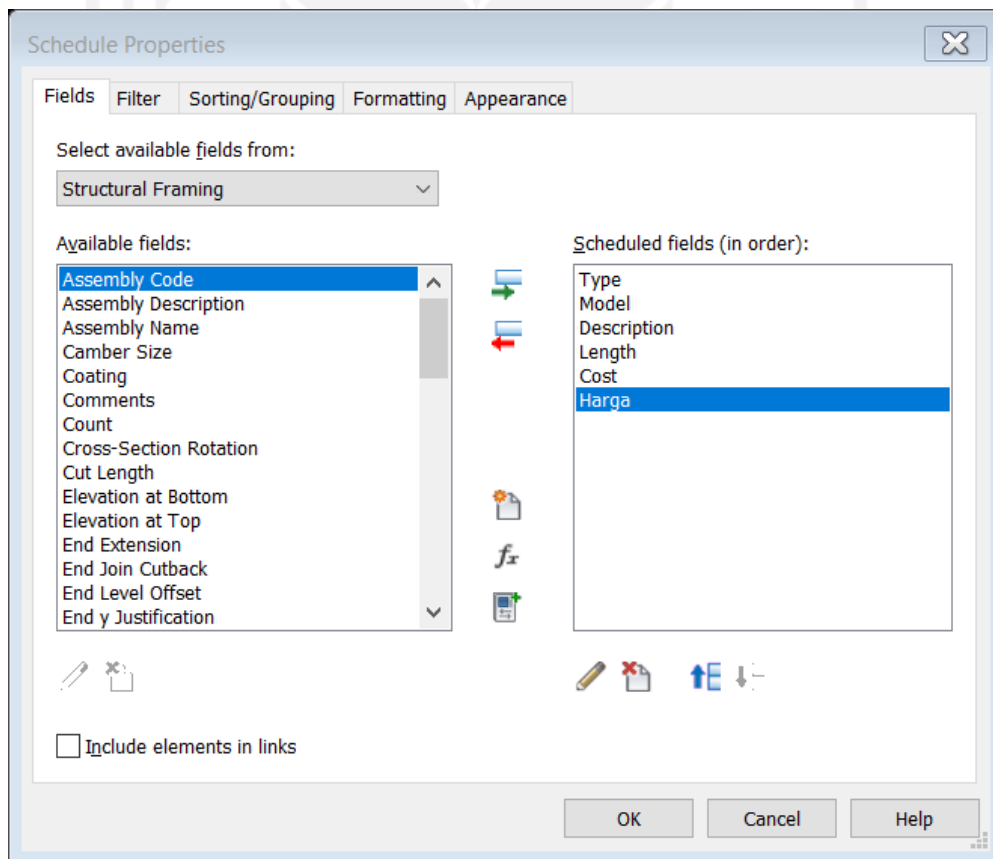 Schedule Properties
Fields Filter Sorting/Grouping Formatting Appearance
Select available fields from:
Structural Framing
Available fields:
Assembly Code
Assembly Description
Assembly Name
Camber Size
Coating
Comments
Count
Cross-Section Rotation
Cut Length
Elevation at Bottom
Elevation at Top
End Extension
End Join Cutback
End Level Offset
End y Justification
fx
Scheduled fields (in order):
Type
Model
Description
Length
Cost
Harga
Include elements in links
OK Cancel Help